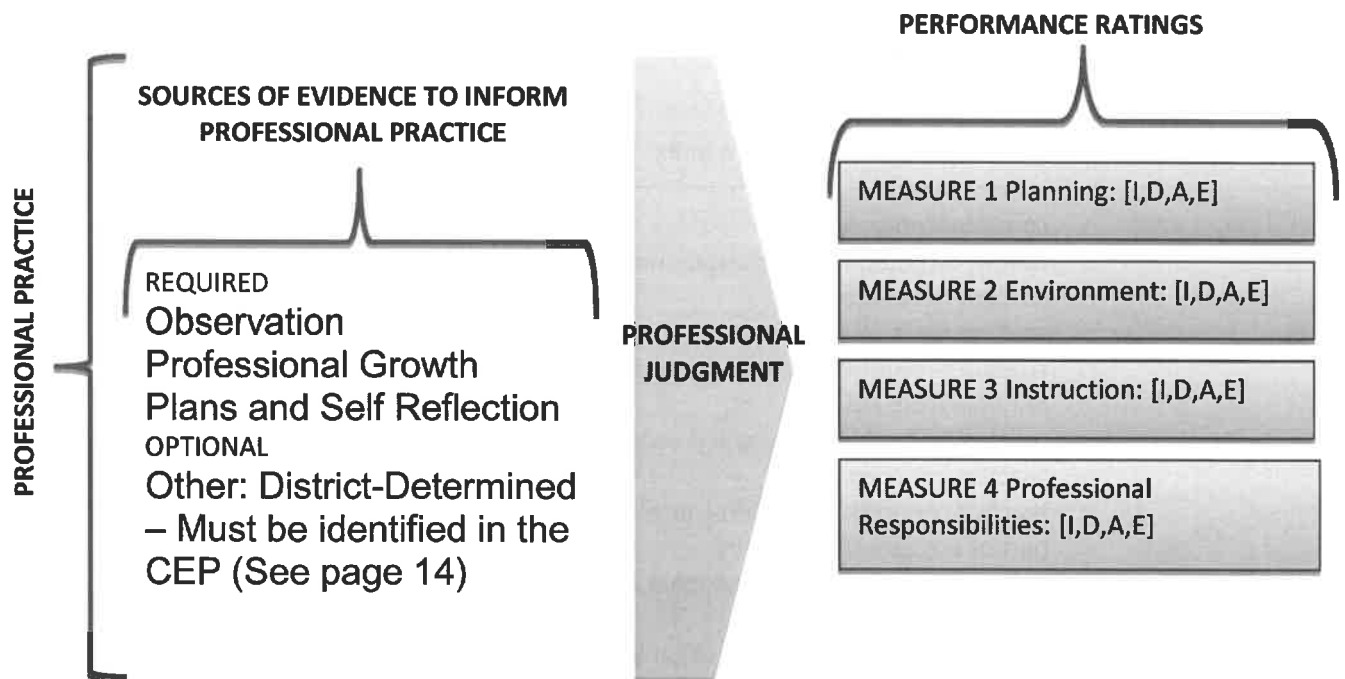 PROFESSIONAL PRACTICE
SOURCES OF EVIDENCE TO INFORM
PROFESSIONAL PRACTICE
REQUIRED
Observation
Professional Growth
Plans and Self Reflection
OPTIONAL
Other: District-Determined
– Must be identified in the
CEP (See page 14)
PROFESSIONAL
JUDGMENT
PERFORMANCE RATINGS
MEASURE 1 Planning: [I,D,A,E]
MEASURE 2 Environment: [I,D,A,E]
MEASURE 3 Instruction: [I,D,A,E]
MEASURE 4 Professional
Responsibilities: [I,D,A,E]